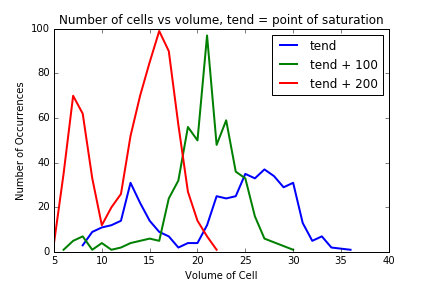 Number of cells vs volume, tend = point of saturation
100
80
60
40
20
0
Number of Occurrences
tend
tend + 100
tend + 200
5
10
15
20
25
30
35
40
Volume of Cell